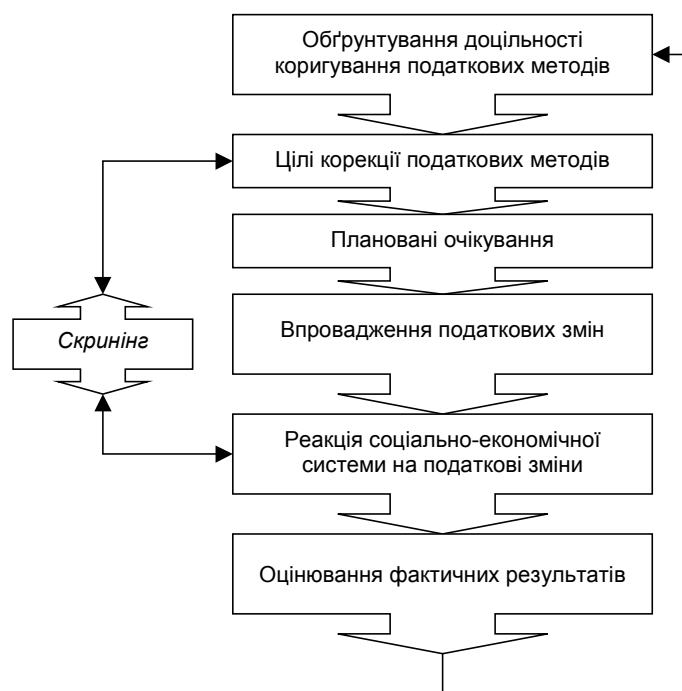 Обґрунтування доцільності
коригування податкових методів
Цілі корекції податкових методів
Плановані очікування
Скринінг
Впровадження податкових змін
Реакція соціально-економічної
системи на податкові зміни
Оцінювання фактичних результатів